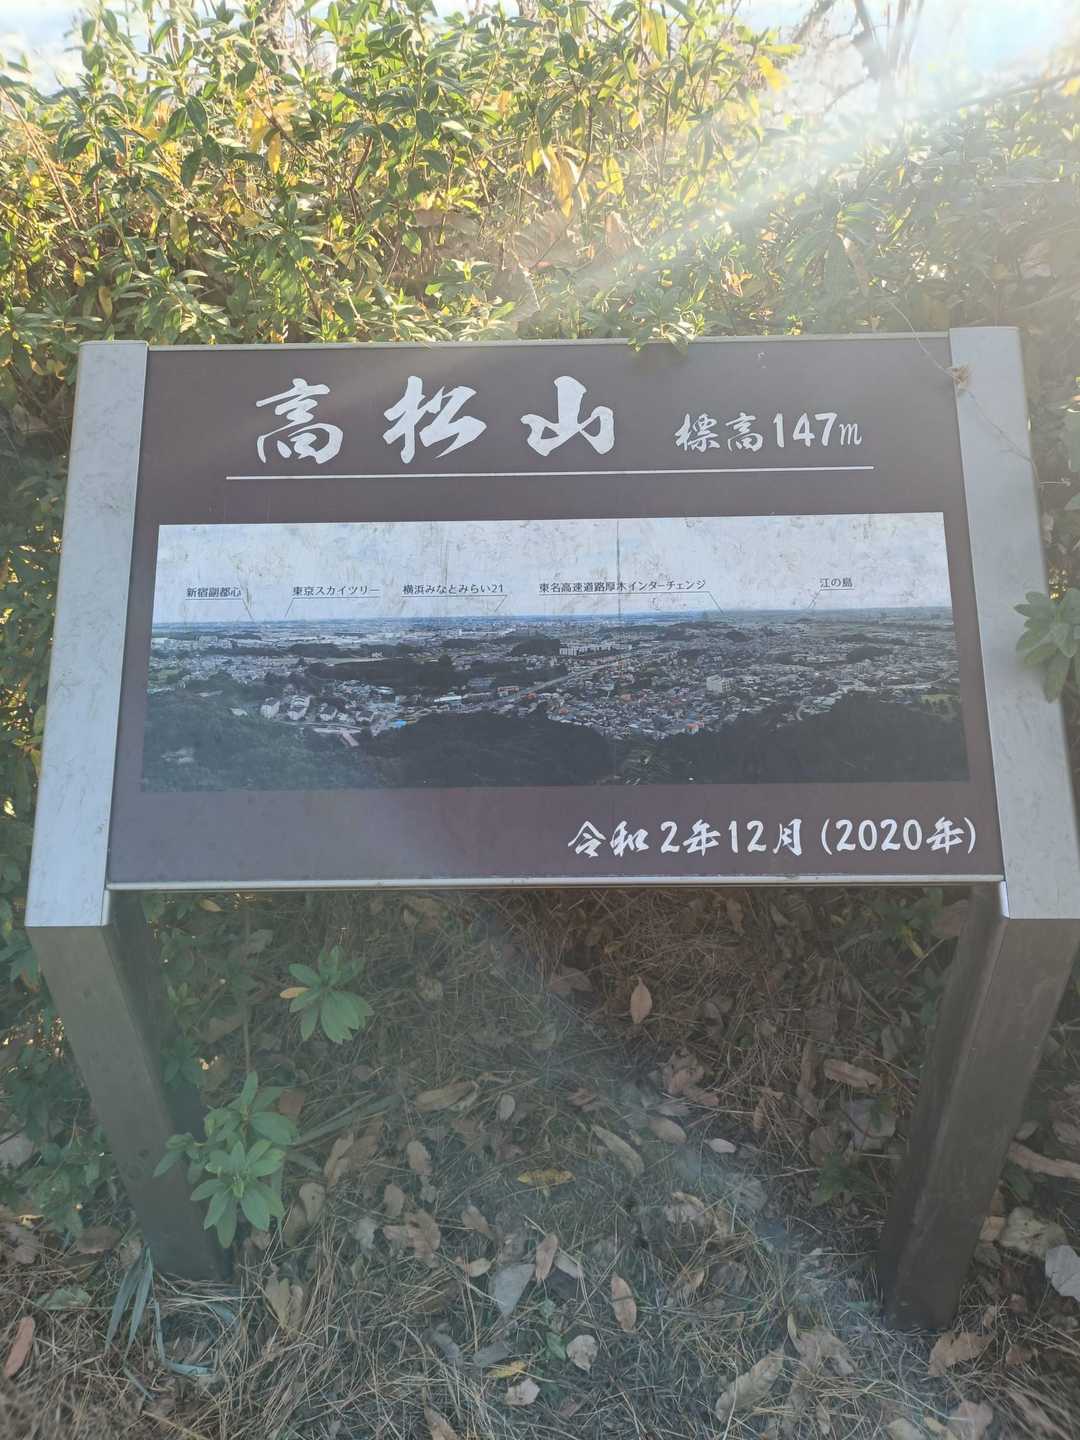 高松山 標高147m
新宿副都心 東京スカイツリー 横浜みなとみらい21 東名高速道路厚木インターチェンジ 江の島
令和2年12月(2020年)